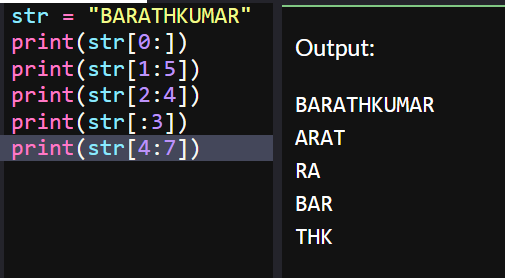 str = "BARATHKUMAR"
print(str[0:])
print(str[1:5])
print(str[2:4])
print(str[:3])
print(str[4:7])
Output:
BARATHKUMAR
ARAT
RA
BAR
THK